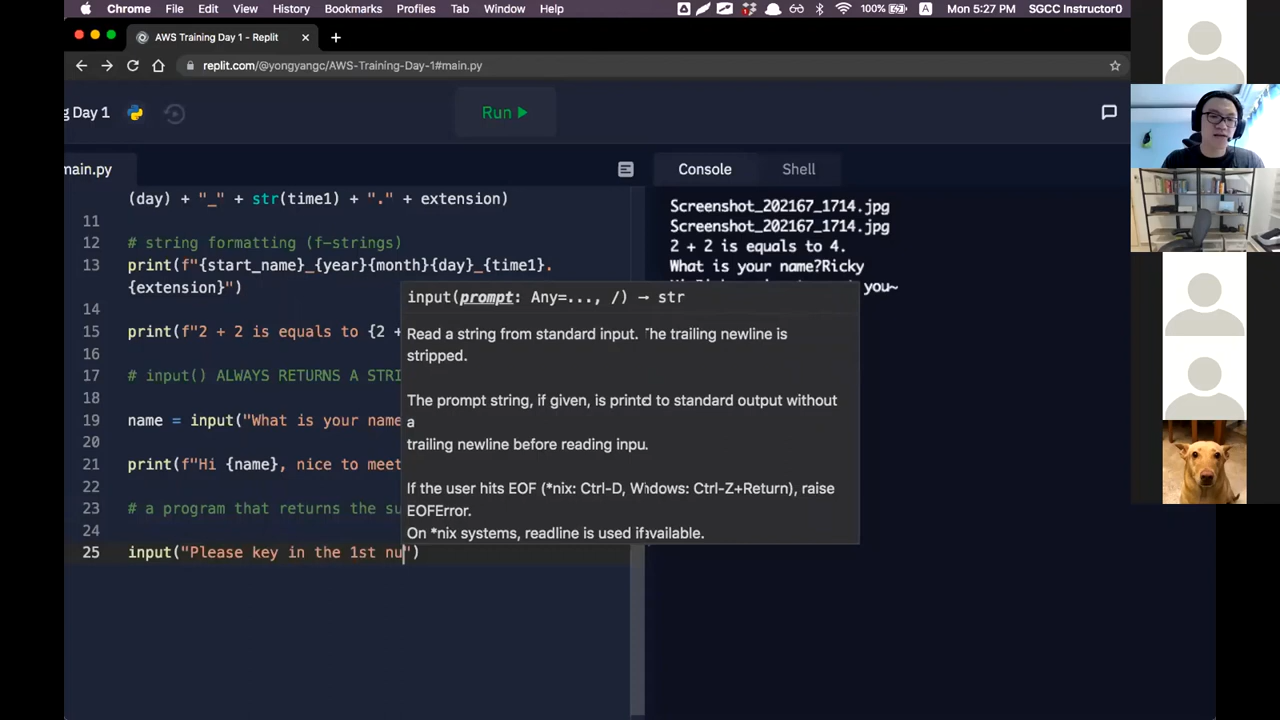 Chrome File Edit View History Bookmarks Profiles Tab Window Help 100% A Mon 5:27 PM SGCC Instructor0
AWS Training Day 1 - Replit
replit.com/@yongyangc/AWS-Training-Day-1#main.py
g Day 1 Run
main.py Console Shell
(day) + "_" + str(time1) + "." + extension)
11
12 # string formatting (f-strings)
13 print(f"{start_name}_{year}{month}{day}_{time1}.
{extension}")
14
15 print(f"2 + 2 is equals to {2 +
16
17 # input() ALWAYS RETURNS A STRI
18
19 name = input("What is your name
20
21 print(f"Hi {name}, nice to meet
22
23 # a program that returns the su
24
25 input("Please key in the 1st nu")
input(prompt: Any=..., /) → str
Read a string from standard input. The trailing newline is
stripped.
The prompt string, if given, is printed to standard output without
a
trailing newline before reading input.
If the user hits EOF (*nix: Ctrl-D, Windows: Ctrl-Z+Return), raise
EOFError.
On *nix systems, readline is used if available.
Screenshot_202167_1714.jpg
Screenshot_202167_1714.jpg
2 + 2 is equals to 4.
What is your name?Ricky
you~